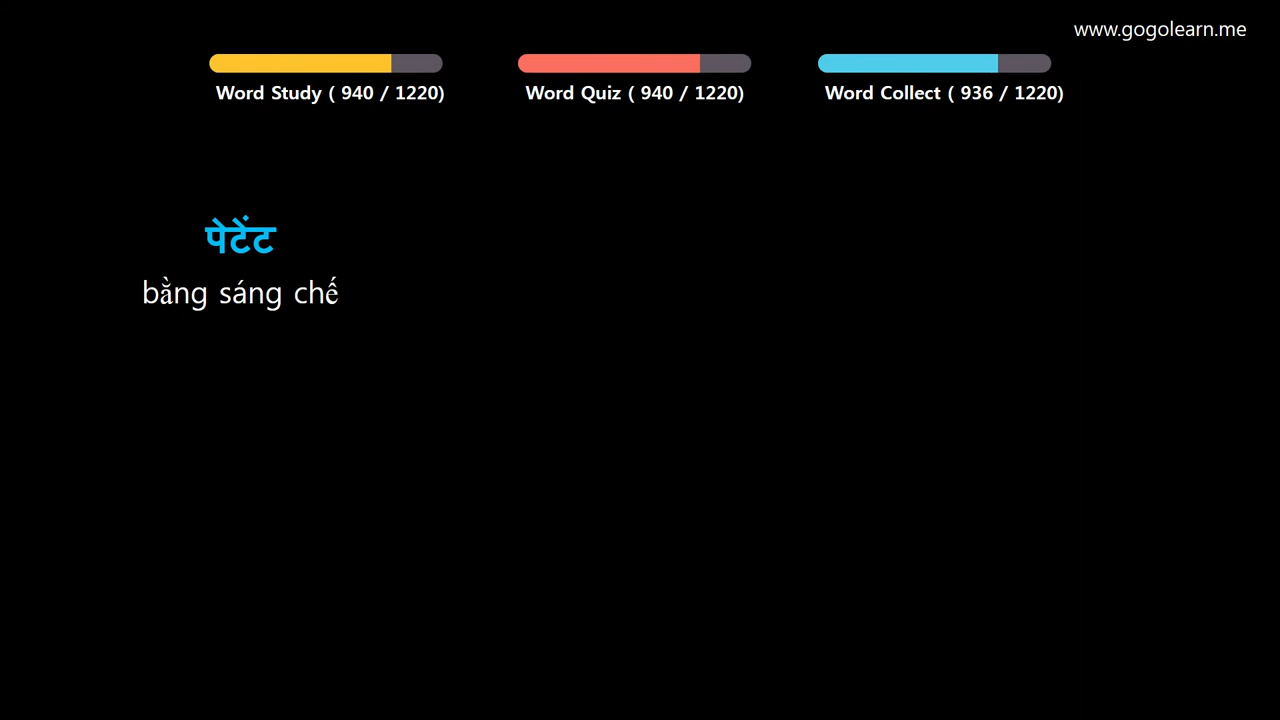 www.gogolearn.me
Word Study ( 940 / 1220)
Word Quiz ( 940 / 1220)
Word Collect ( 936 / 1220)
पेटेंट
bằng sáng chế